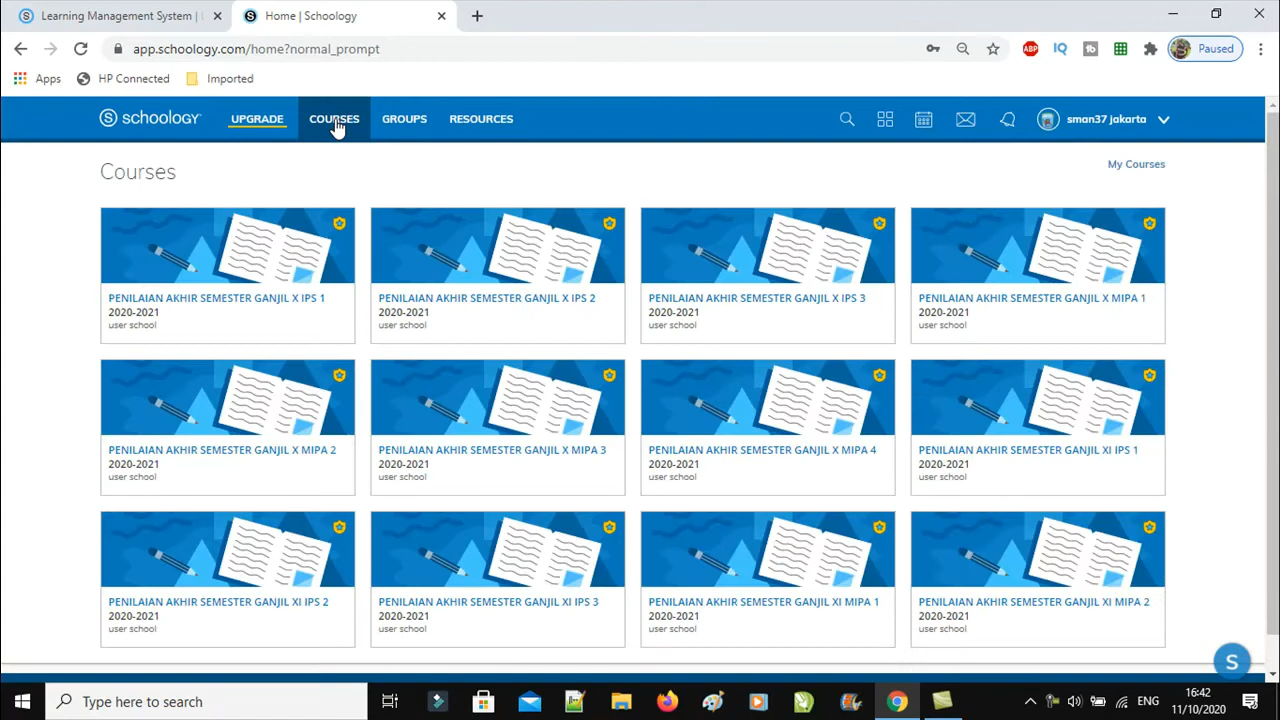 Learning Management System | 
Home | Schoology
app.schoology.com/home?normal_prompt
ABP
IQ
tb
Paused
Apps
HP Connected
Imported
S schoology
UPGRADE
COURSES
GROUPS
RESOURCES
sman37 jakarta
Courses
My Courses
PENILAIAN AKHIR SEMESTER GANJIL X IPS 1
2020-2021
user school
PENILAIAN AKHIR SEMESTER GANJIL X IPS 2
2020-2021
user school
PENILAIAN AKHIR SEMESTER GANJIL X IPS 3
2020-2021
user school
PENILAIAN AKHIR SEMESTER GANJIL X MIPA 1
2020-2021
user school
PENILAIAN AKHIR SEMESTER GANJIL X MIPA 2
2020-2021
user school
PENILAIAN AKHIR SEMESTER GANJIL X MIPA 3
2020-2021
user school
PENILAIAN AKHIR SEMESTER GANJIL X MIPA 4
2020-2021
user school
PENILAIAN AKHIR SEMESTER GANJIL XI IPS 1
2020-2021
user school
PENILAIAN AKHIR SEMESTER GANJIL XI IPS 2
2020-2021
user school
PENILAIAN AKHIR SEMESTER GANJIL XI IPS 3
2020-2021
user school
PENILAIAN AKHIR SEMESTER GANJIL XI MIPA 1
2020-2021
user school
PENILAIAN AKHIR SEMESTER GANJIL XI MIPA 2
2020-2021
user school
S
Type here to search
ENG
16:42
11/10/2020